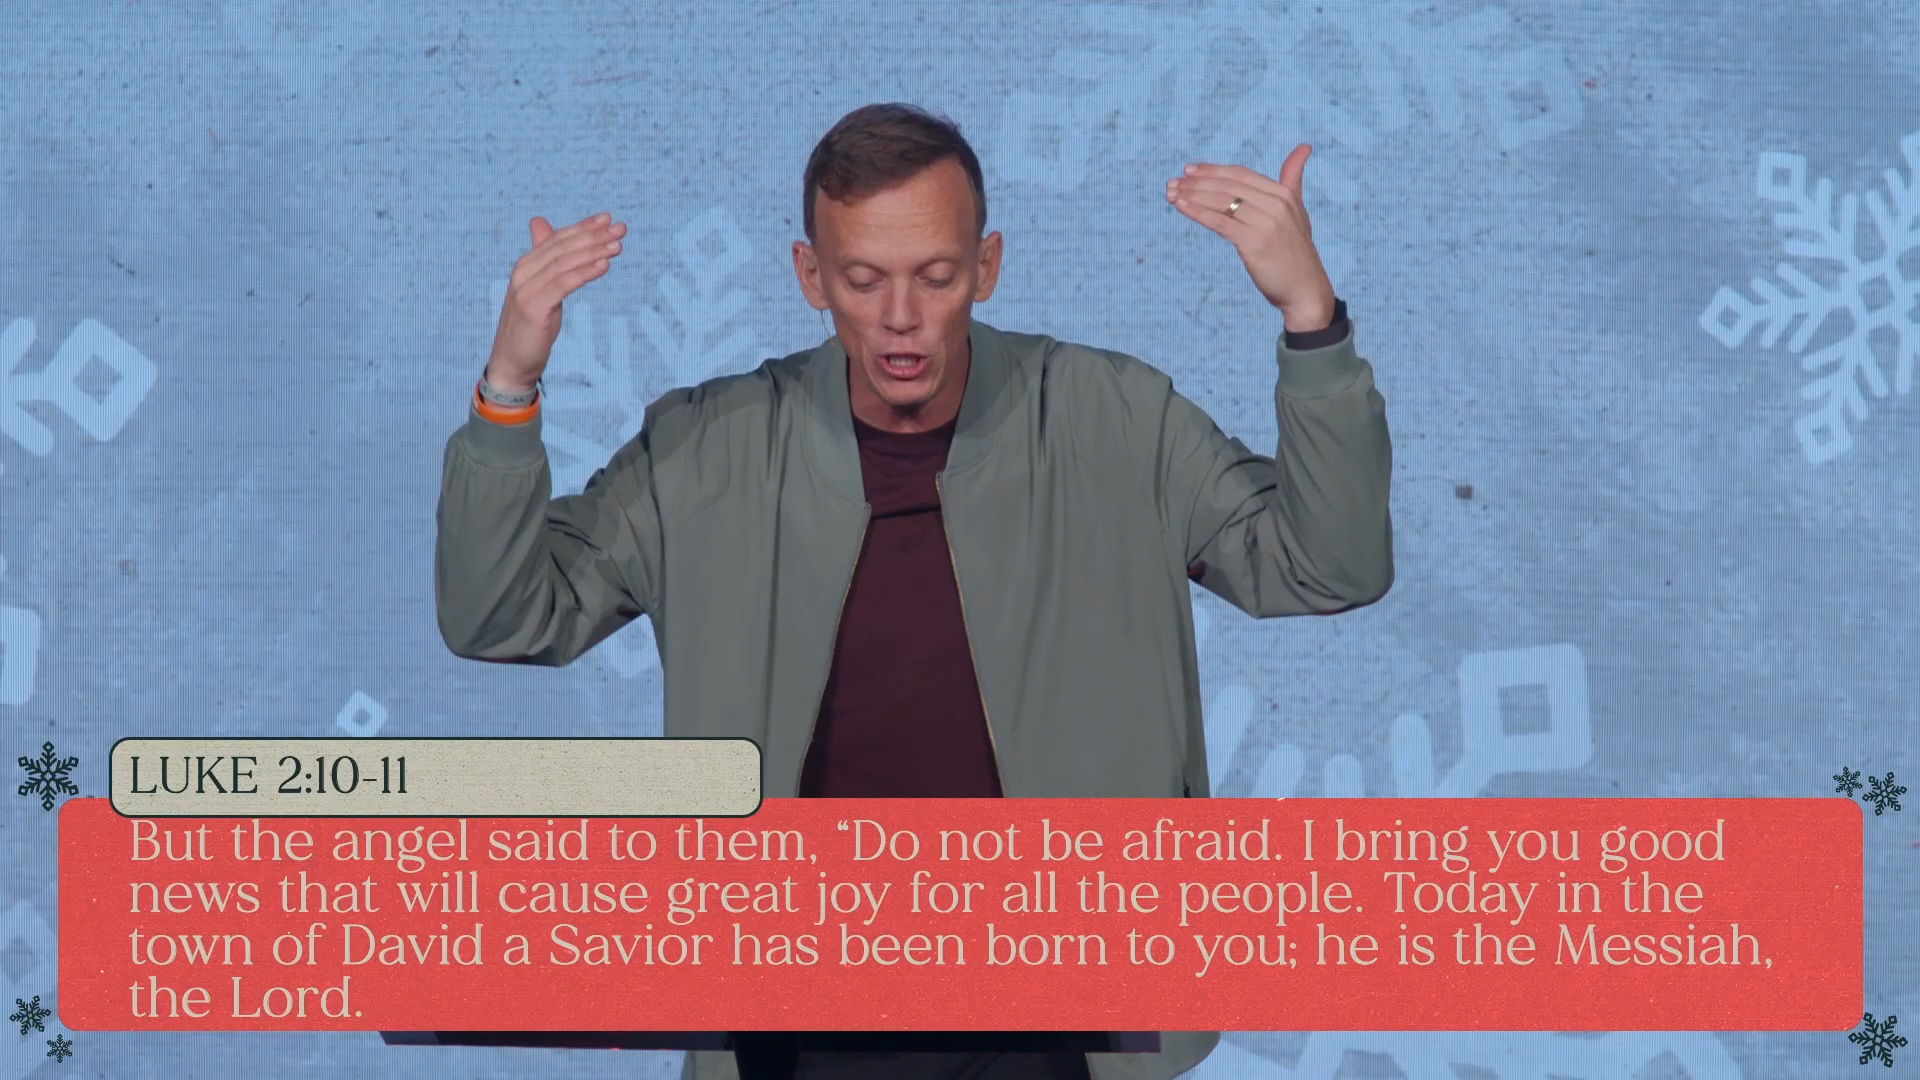 LUKE 2:10-11
But the angel said to them, “Do not be afraid. I bring you good
news that will cause great joy for all the people. Today in the
town of David a Savior has been born to you; he is the Messiah,
the Lord.